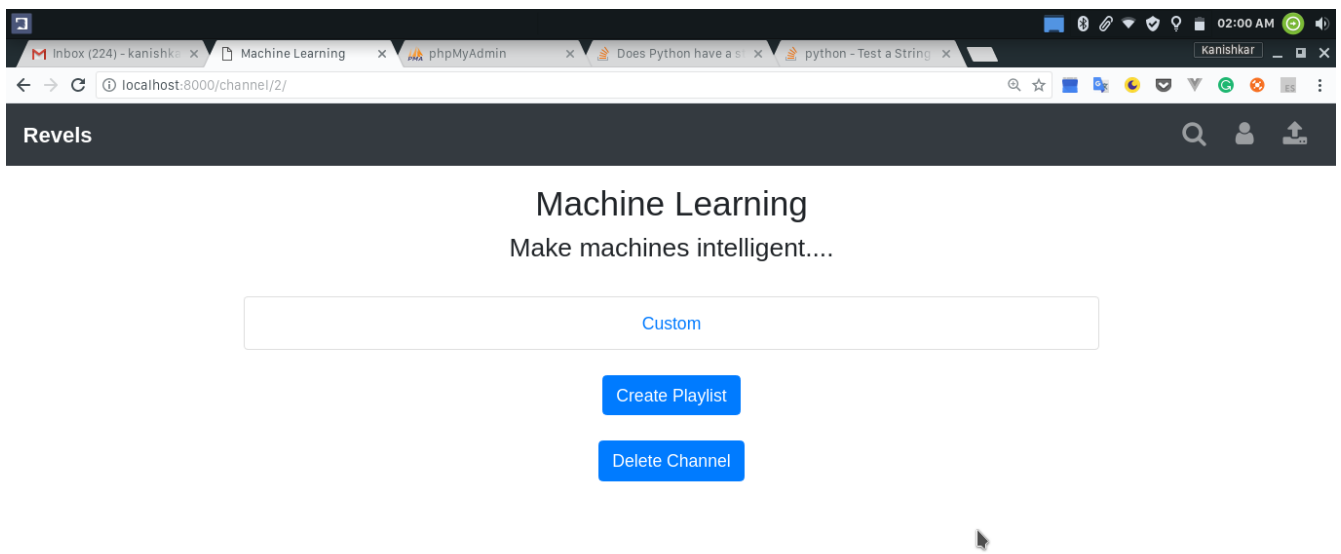 02:00 AM
Inbox (224) - kanishka
Machine Learning
phpMyAdmin
Does Python have a s
python - Test a String
Kanishkar
localhost:8000/channel/2/
Revels
Machine Learning
Make machines intelligent....
Custom
Create Playlist
Delete Channel